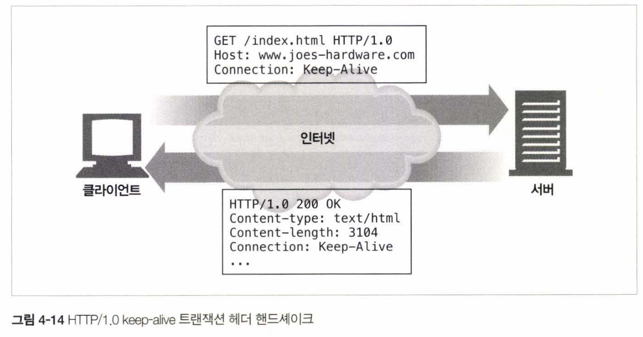 GET /index.html HTTP/1.0
Host: www.joes-hardware.com
Connection: Keep-Alive
인터넷
클라이언트
서버
HTTP/1.0 200 OK
Content-type: text/html
Content-length: 3104
Connection: Keep-Alive
...
그림 4-14 HTTP/1.0 keep-alive 트랜잭션 헤더 핸드셰이크